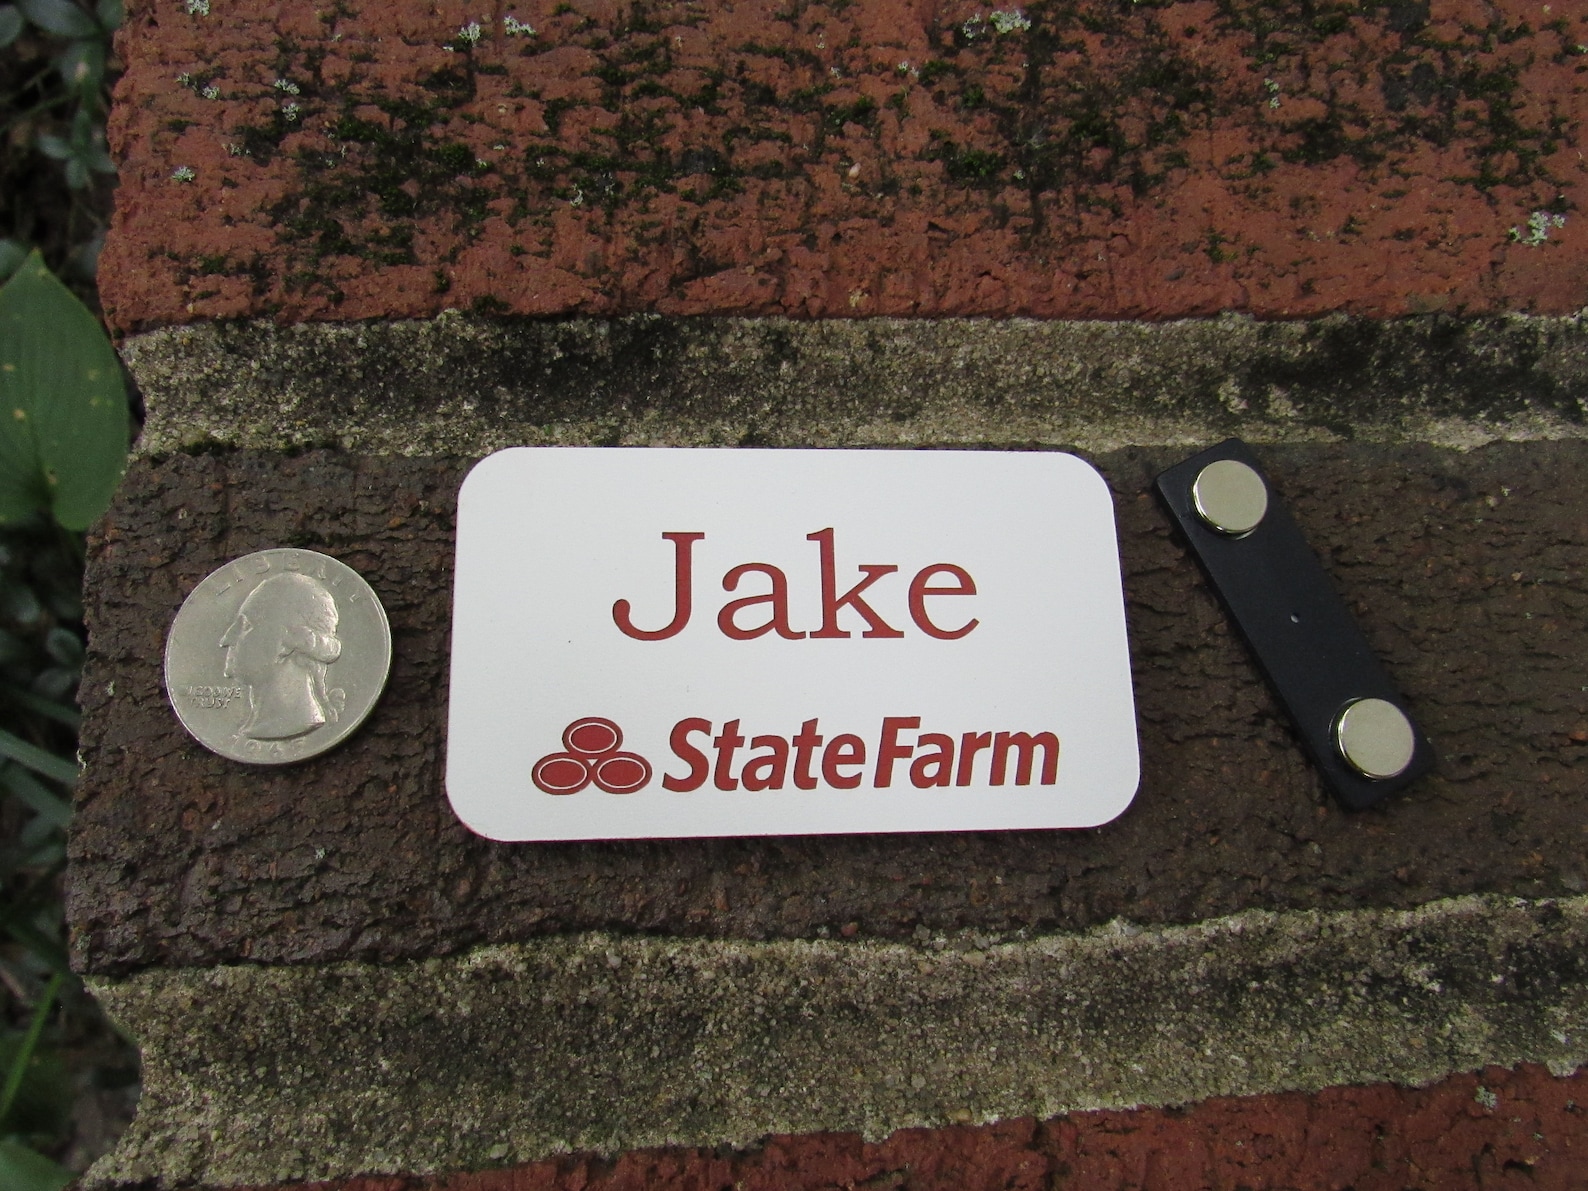 LIBERTY
IN GOD WE
TRUST
Jake
State Farm